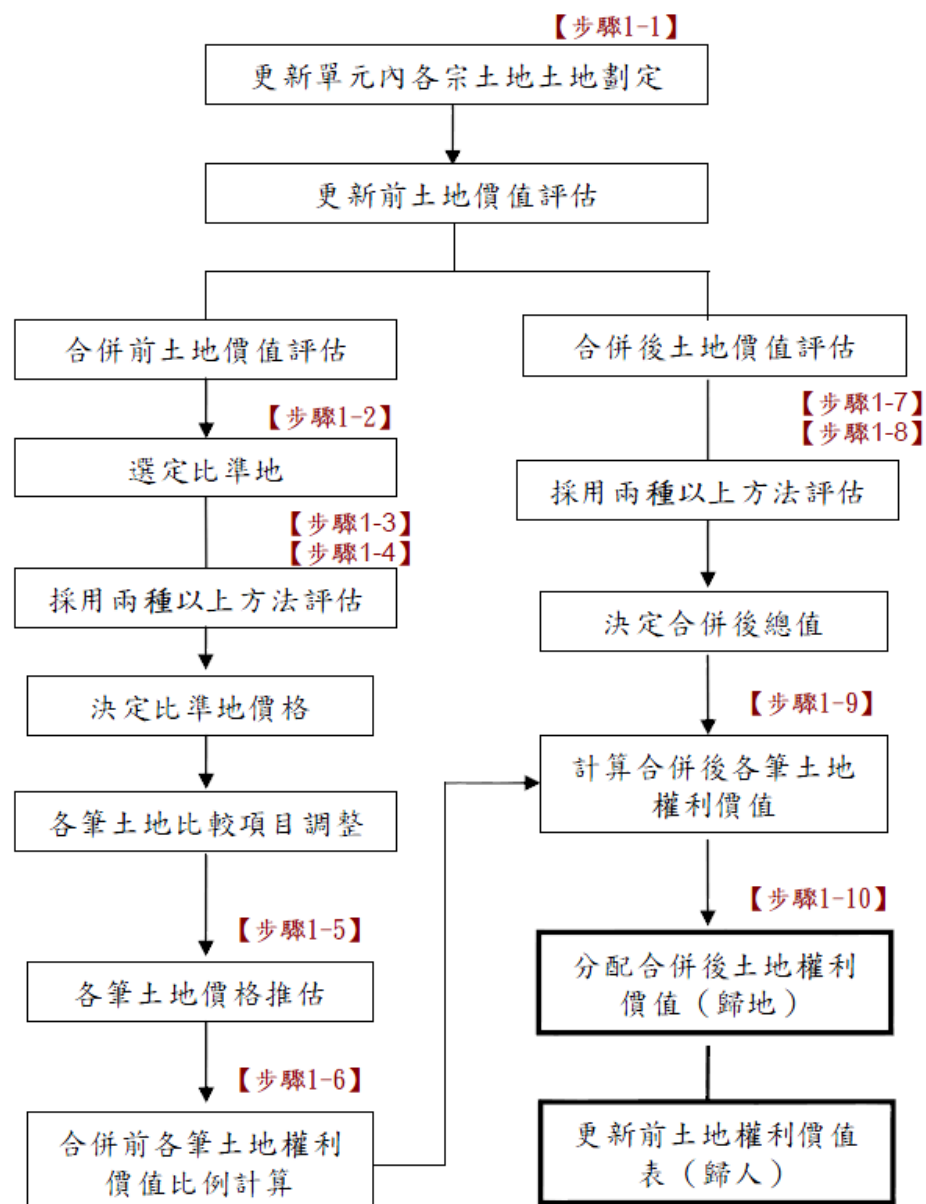 【步驟1-1】
更新單元內各宗土地土地劃定
更新前土地價值評估
合併前土地價值評估
【步驟1-2】
選定比準地
【步驟1-3】
【步驟1-4】
採用兩種以上方法評估
決定比準地價格
各筆土地比較項目調整
【步驟1-5】
各筆土地價格推估
【步驟1-6】
合併前各筆土地權利
價值比例計算
合併後土地價值評估
【步驟1-7】
【步驟1-8】
採用兩種以上方法評估
決定合併後總值
【步驟1-9】
計算合併後各筆土地
權利價值
【步驟1-10】
分配合併後土地權利
價值（歸地）
更新前土地權利價值
表（歸人）